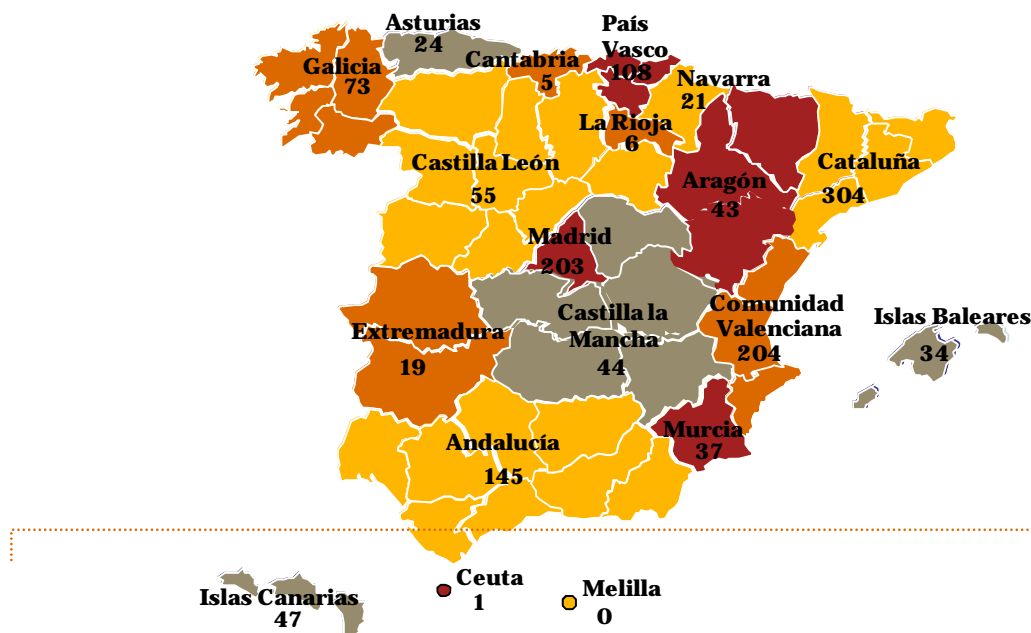 Asturias
24
País
Vasco
108
Cantabria
5
Galicia
73
Navarra
21
La Rioja
6
Castilla León
55
Cataluña
304
Aragón
43
Madrid
203
Castilla la
Mancha
44
Comunidad
Valenciana
204
Islas Baleares
34
Extremadura
19
Murcia
37
Andalucía
145
Ceuta
1
Melilla
0
Islas Canarias
47